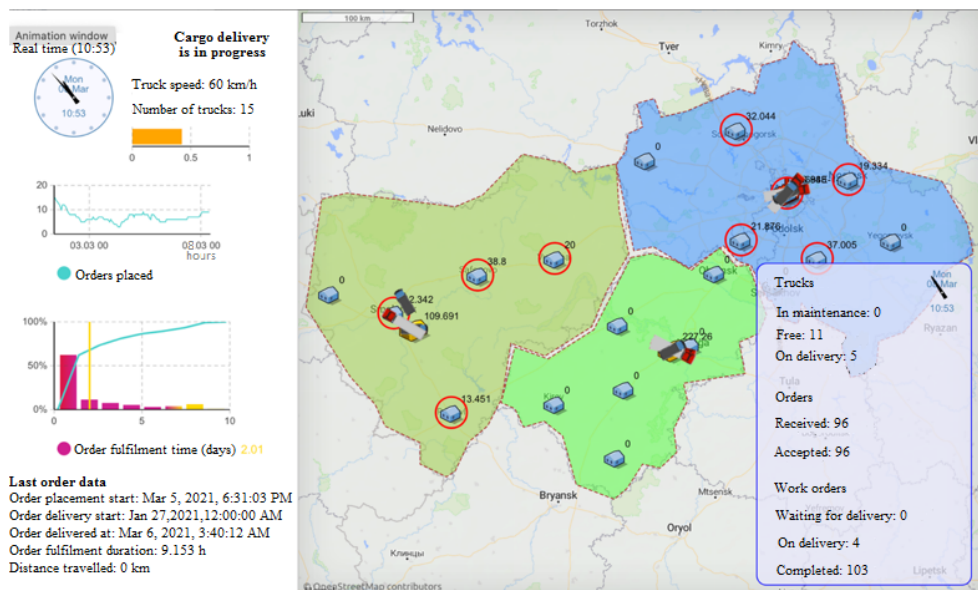 Animation window
Real time (10:53)
Cargo delivery
is in progress
Mon
Mar
10:53
Truck speed: 60 km/h
Number of trucks: 15
0
0.5
1
20
10
0
03.03 00
03 00
hours
Orders placed
100%
50%
0%
0
5
10
Order fulfilment time (days) 2.01
Last order data
Order placement start: Mar 5, 2021, 6:31:03 PM
Order delivery start: Jan 27,2021,12:00:00 AM
Order delivered at: Mar 6, 2021, 3:40:12 AM
Order fulfilment duration: 9.153 h
Distance travelled: 0 km
100 km
Torzhok
Tver
Kimry
uki
Nelidovo
32.044
0
19.334
21.876
Podolsk
37.005
0
20
38.8
0
2.342
109.691
13.451
0
0
227.26
0
0
0
0
Bryansk
Mtsensk
Oryol
Клинцы
Tula
Ryazan
Lipetsk
Trucks
In maintenance: 0
Free: 11
On delivery: 5
Orders
Received: 96
Accepted: 96
Work orders
Waiting for delivery: 0
On delivery: 4
Completed: 103
Mon
Mar
10:53
© OpenStreetMap contributors